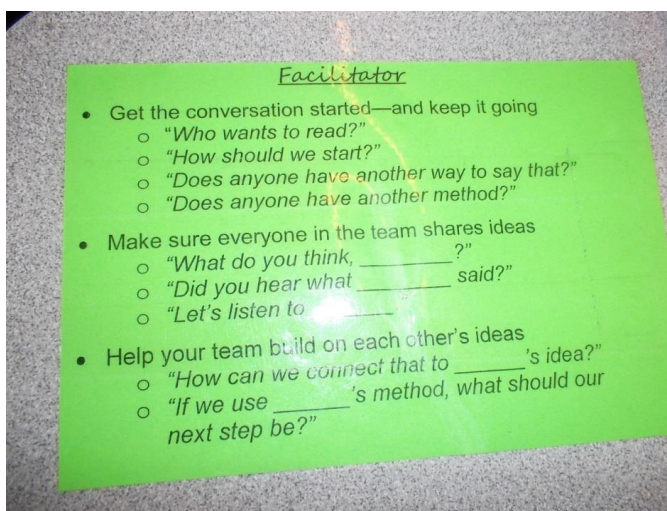 Facilitator
• Get the conversation started—and keep it going
o "Who wants to read?"
o "How should we start?"
o "Does anyone have another way to say that?"
o "Does anyone have another method?"
• Make sure everyone in the team shares ideas
o "What do you think, _________?"
o "Did you hear what _________ said?"
o "Let's listen to ________
• Help your team build on each other's ideas
o "How can we connect that to _______'s idea?"
o "If we use _______'s method, what should our
next step be?"